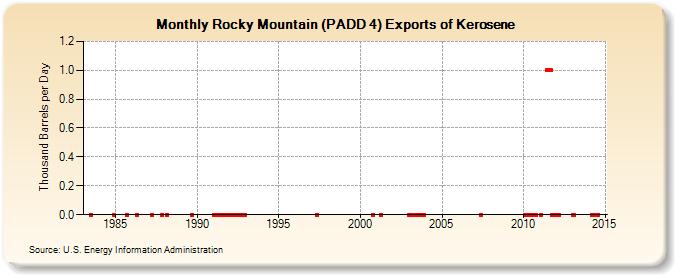 Monthly Rocky Mountain (PADD 4) Exports of Kerosene
Thousand Barrels per Day
1.2
1.0
0.8
0.6
0.4
0.2
0.0
1985 1990 1995 2000 2005 2010 2015
Source: U.S. Energy Information Administration